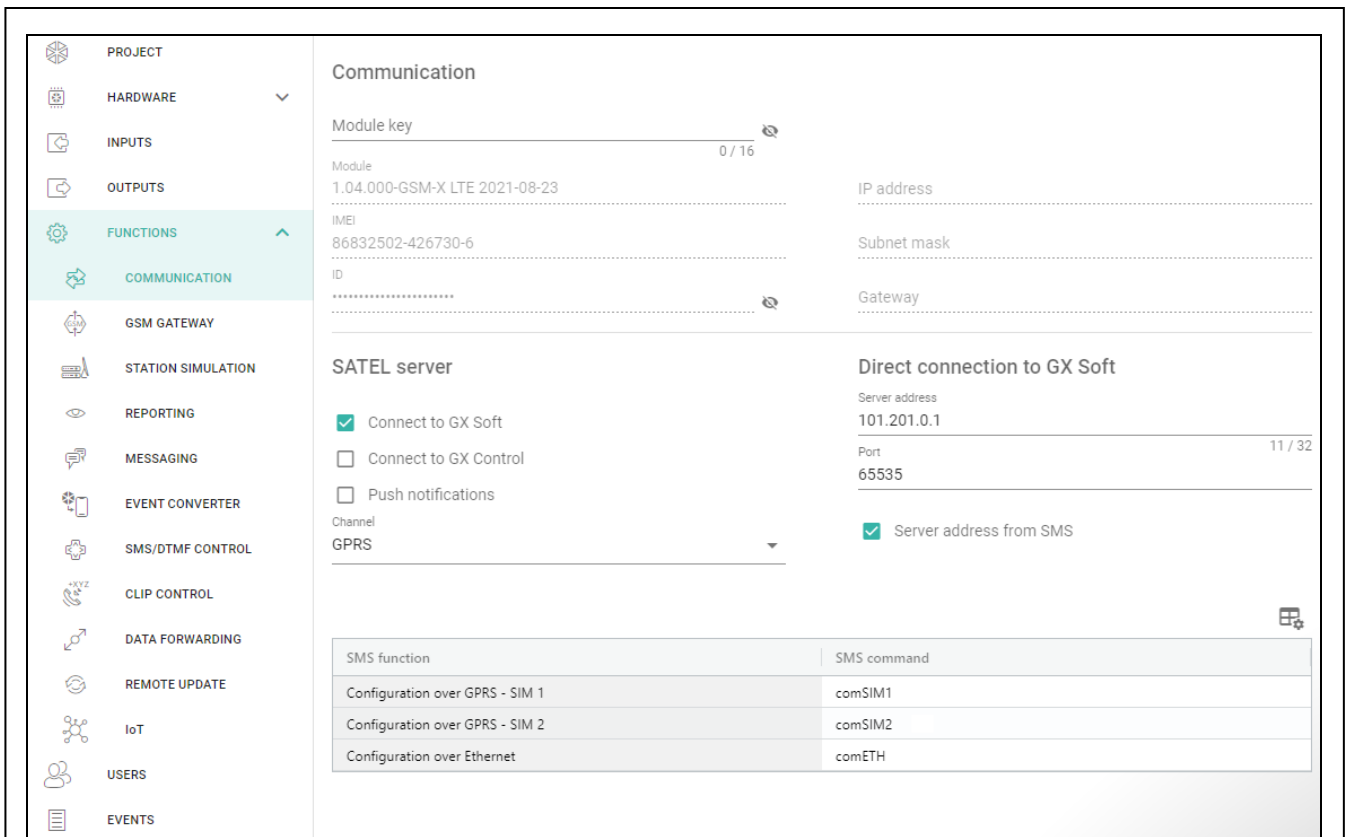 PROJECT
HARDWARE
INPUTS
OUTPUTS
FUNCTIONS
COMMUNICATION
GSM
GSM GATEWAY
STATION SIMULATION
REPORTING
MESSAGING
EVENT CONVERTER
SMS/DTMF CONTROL
+XYZ
CLIP CONTROL
DATA FORWARDING
REMOTE UPDATE
IoT
USERS
EVENTS
Communication
Module key
0 / 16
Module
1.04.000-GSM-X LTE 2021-08-23
IMEI
86832502-426730-6
ID
••••••••••••••••••••••
IP address
Subnet mask
Gateway
SATEL server
Connect to GX Soft
Connect to GX Control
Push notifications
Channel
GPRS
Direct connection to GX Soft
Server address
101.201.0.1
11 / 32
Port
65535
Server address from SMS
SMS function SMS command
Configuration over GPRS - SIM 1 comSIM1
Configuration over GPRS - SIM 2 comSIM2
Configuration over Ethernet comETH